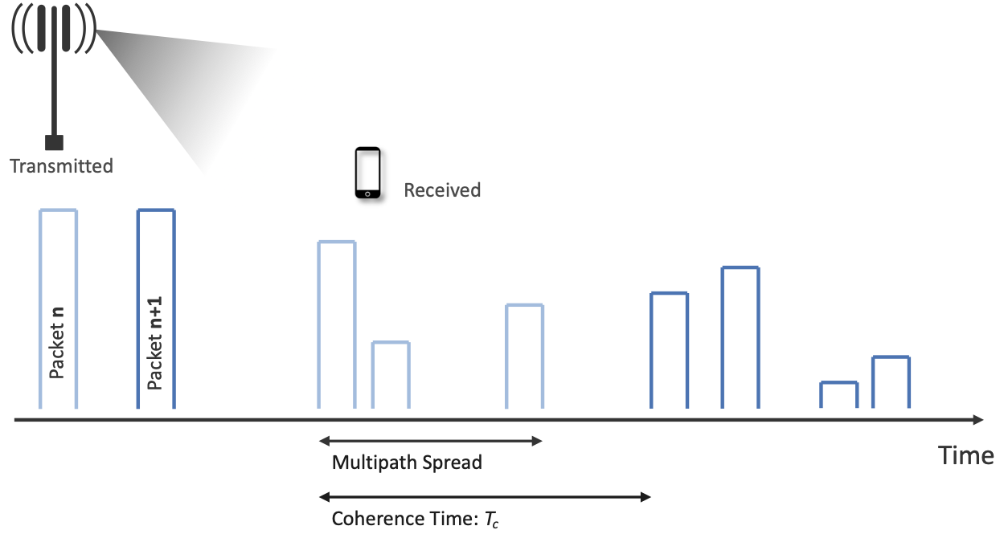 Transmitted
Received
Packet n
Packet n+1
Multipath Spread
Time
Coherence Time: Tc